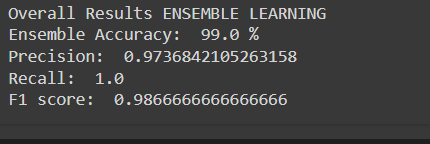 Overall Results ENSEMBLE LEARNING
Ensemble Accuracy:  99.0 %
Precision:  0.9736842105263158
Recall:  1.0
F1 score:  0.9866666666666666